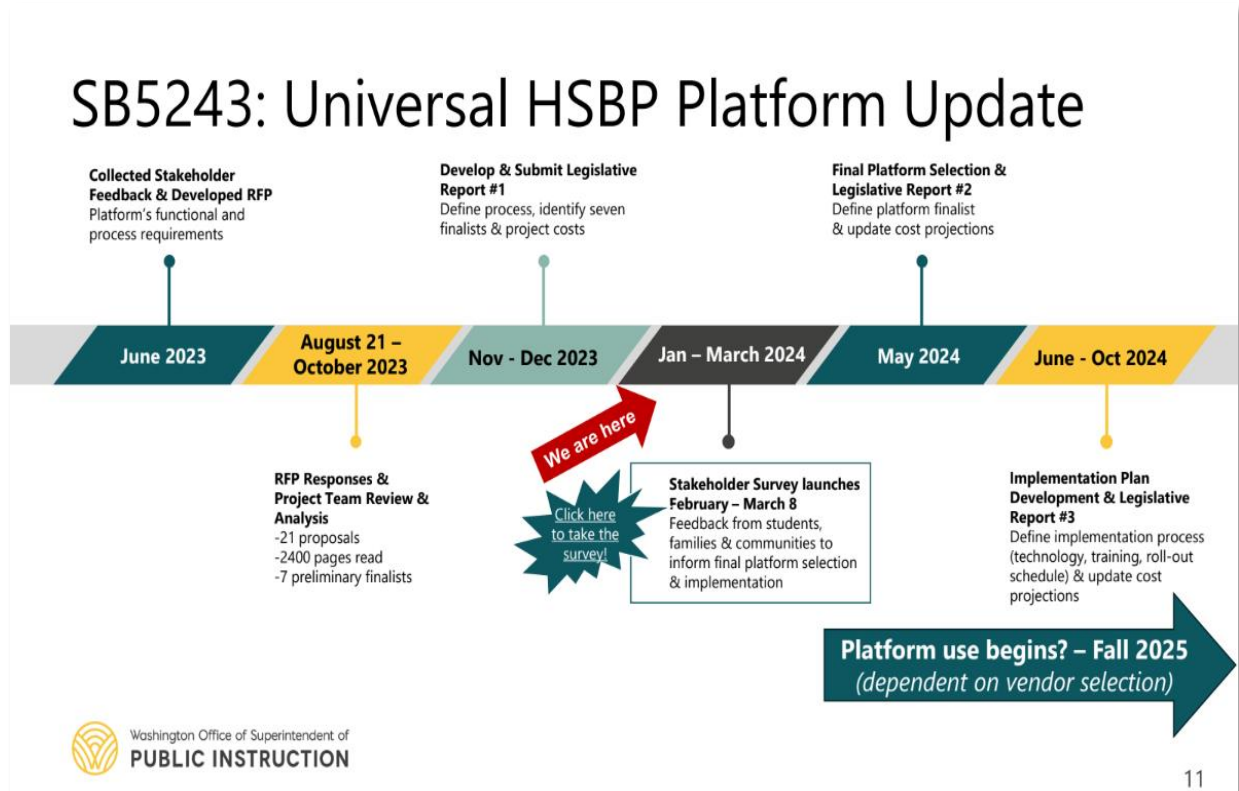 SB5243: Universal HSBP Platform Update
Collected Stakeholder
Feedback & Developed RFP
Platform's functional and
process requirements
Develop & Submit Legislative
Report #1
Define process, identify seven
finalists & project costs
Final Platform Selection &
Legislative Report #2
Define platform finalist
& update cost projections
June 2023
August 21 –
October 2023
Nov - Dec 2023
Jan – March 2024
May 2024
June - Oct 2024
We are here
RFP Responses &
Project Team Review &
Analysis
-21 proposals
-2400 pages read
-7 preliminary finalists
Click here
to take the
survey!
Stakeholder Survey launches
February – March 8
Feedback from students,
families & communities to
inform final platform selection
& implementation
Implementation Plan
Development & Legislative
Report #3
Define implementation process
(technology, training, roll-out
schedule) & update cost
projections
Platform use begins? – Fall 2025
(dependent on vendor selection)
Washington Office of Superintendent of
PUBLIC INSTRUCTION
11